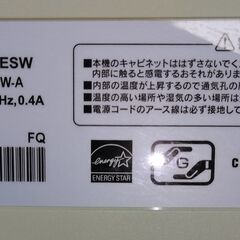 ESW
W-A
Hz,0.4A
FQ
■本機のキャビネットははずさないでく
内部に触ると感電するおそれがあり
■内部の温度が上昇するので通気孔の
■温度が高い場所や湿気の多い場所
■電源コードのアース線は必ず接続して
energy
ENERGY STAR
G
C